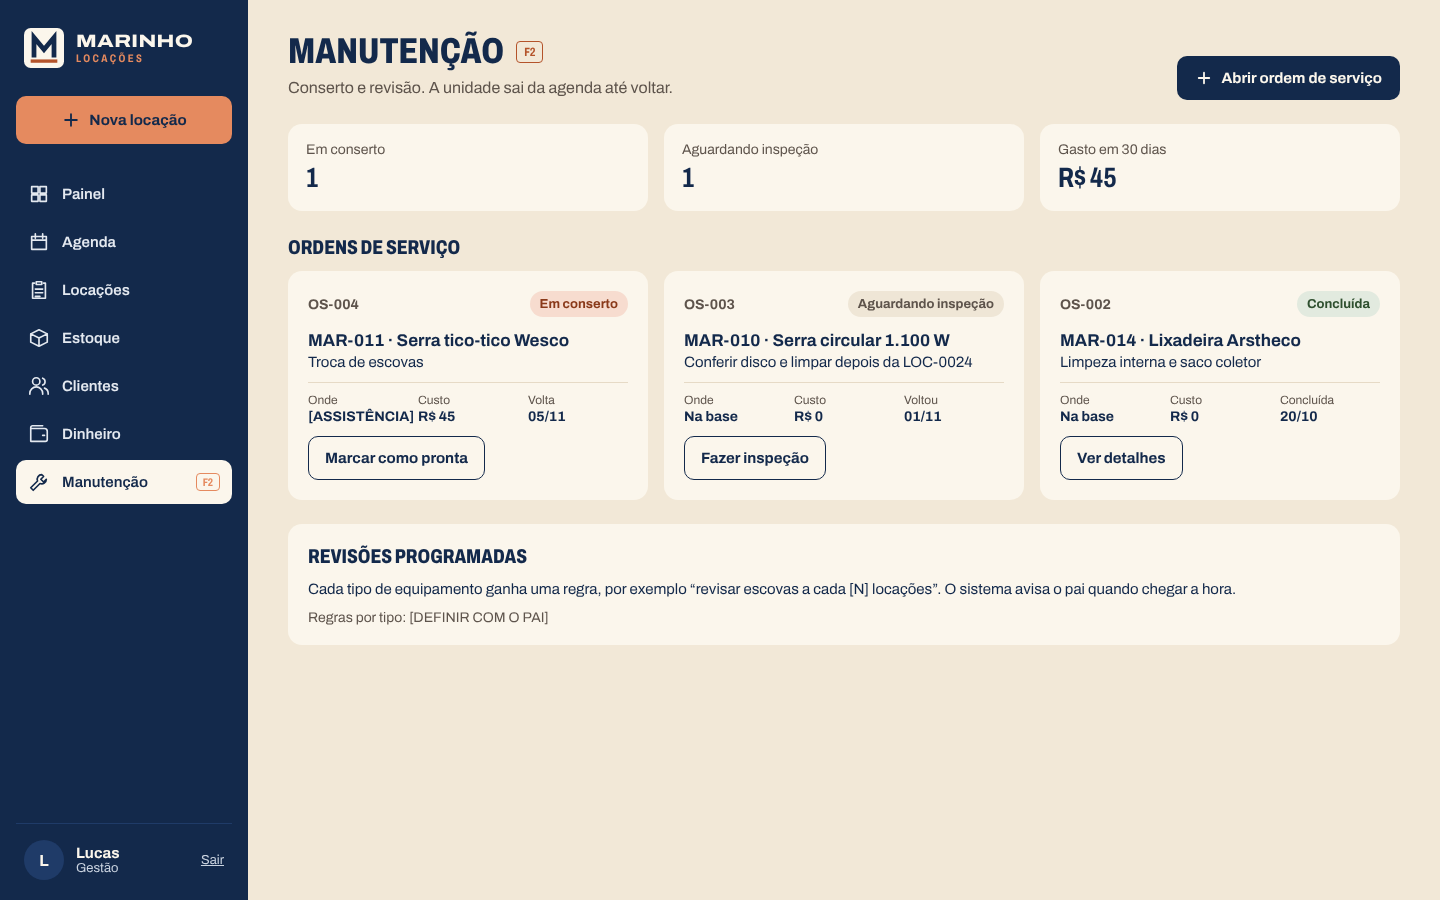 MARINHO
LOCAÇÕES
Nova locação
Painel
Agenda
Locações
Estoque
Clientes
Dinheiro
Manutenção F2
L
Lucas
Gestão
Sair
MANUTENÇÃO F2
Conserto e revisão. A unidade sai da agenda até voltar.
Abrir ordem de serviço
Em conserto
1
Aguardando inspeção
1
Gasto em 30 dias
R$ 45
ORDENS DE SERVIÇO
OS-004 Em conserto
MAR-011 · Serra tico-tico Wesco
Troca de escovas
Onde Custo Volta
[ASSISTÊNCIA] R$ 45 05/11
Marcar como pronta
OS-003 Aguardando inspeção
MAR-010 · Serra circular 1.100 W
Conferir disco e limpar depois da LOC-0024
Onde Custo Voltou
Na base R$ 0 01/11
Fazer inspeção
OS-002 Concluída
MAR-014 · Lixadeira Arstheco
Limpeza interna e saco coletor
Onde Custo Concluída
Na base R$ 0 20/10
Ver detalhes
REVISÕES PROGRAMADAS
Cada tipo de equipamento ganha uma regra, por exemplo “revisar escovas a cada [N] locações”. O sistema avisa o pai quando chegar a hora.
Regras por tipo: [DEFINIR COM O PAI]